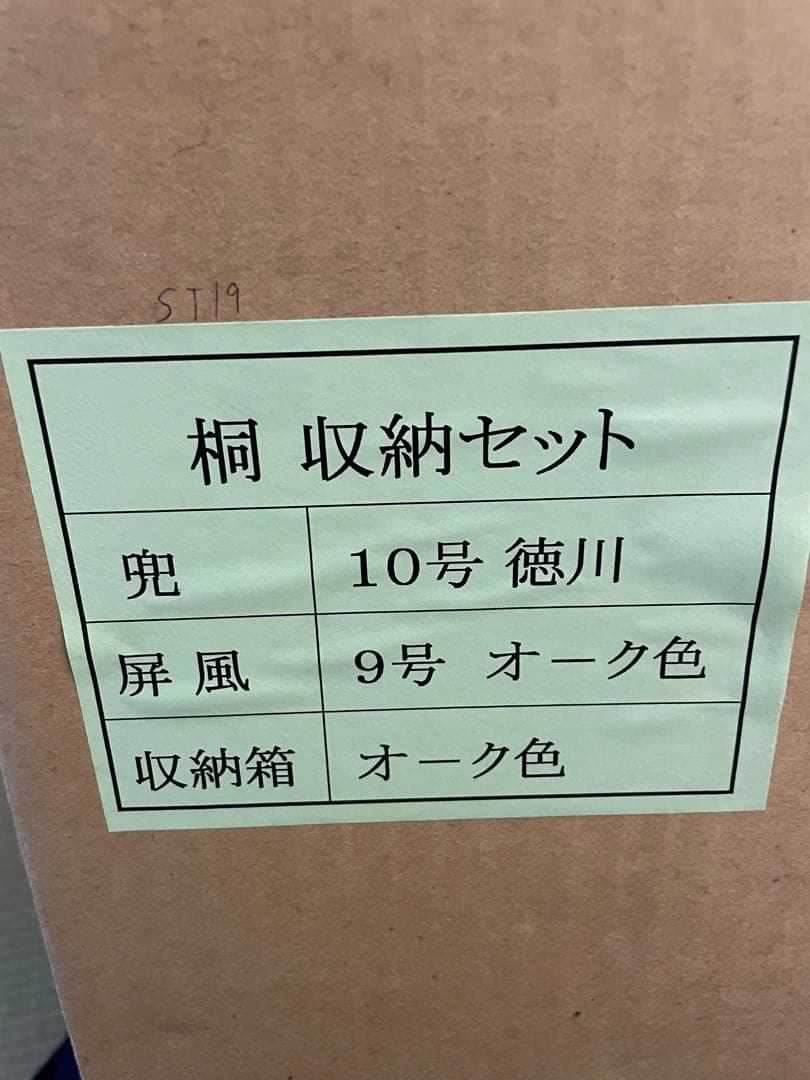 ST19
桐 収納セット
兜 10号 徳川
屏風 9号 オーク色
収納箱 オーク色